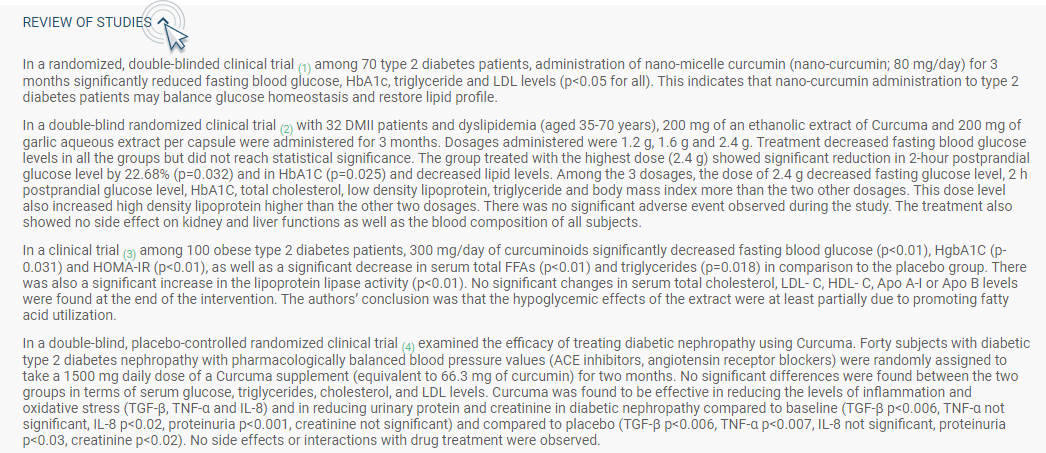 REVIEW OF STUDIES
In a randomized, double-blinded clinical trial (1) among 70 type 2 diabetes patients, administration of nano-micelle curcumin (nano-curcumin; 80 mg/day) for 3
months significantly reduced fasting blood glucose, HbA1c, triglyceride and LDL levels (p<0.05 for all). This indicates that nano-curcumin administration to type 2
diabetes patients may balance glucose homeostasis and restore lipid profile.
In a double-blind randomized clinical trial (2) with 32 DMII patients and dyslipidemia (aged 35-70 years), 200 mg of an ethanolic extract of Curcuma and 200 mg of
garlic aqueous extract per capsule were administered for 3 months. Dosages administered were 1.2 g, 1.6 g and 2.4 g. Treatment decreased fasting blood glucose
levels in all the groups but did not reach statistical significance. The group treated with the highest dose (2.4 g) showed significant reduction in 2-hour postprandial
glucose level by 22.68% (p=0.032) and in HbA1C (p=0.025) and decreased lipid levels. Among the 3 dosages, the dose of 2.4 g decreased fasting glucose level, 2 h
postprandial glucose level, HbA1C, total cholesterol, low density lipoprotein, triglyceride and body mass index more than the two other dosages. This dose level
also increased high density lipoprotein higher than the other two dosages. There was no significant adverse event observed during the study. The treatment also
showed no side effect on kidney and liver functions as well as the blood composition of all subjects.
In a clinical trial (3) among 100 obese type 2 diabetes patients, 300 mg/day of curcuminoids significantly decreased fasting blood glucose (p<0.01), HgbA1C (p-
0.031) and HOMA-IR (p<0.01), as well as a significant decrease in serum total FFAs (p<0.01) and triglycerides (p=0.018) in comparison to the placebo group. There
was also a significant increase in the lipoprotein lipase activity (p<0.01). No significant changes in serum total cholesterol, LDL- C, HDL- C, Apo A-I or Apo B levels
were found at the end of the intervention. The authors' conclusion was that the hypoglycemic effects of the extract were at least partially due to promoting fatty
acid utilization.
In a double-blind, placebo-controlled randomized clinical trial (4) examined the efficacy of treating diabetic nephropathy using Curcuma. Forty subjects with diabetic
type 2 diabetes nephropathy with pharmacologically balanced blood pressure values (ACE inhibitors, angiotensin receptor blockers) were randomly assigned to
take a 1500 mg daily dose of a Curcuma supplement (equivalent to 66.3 mg of curcumin) for two months. No significant differences were found between the two
groups in terms of serum glucose, triglycerides, cholesterol, and LDL levels. Curcuma was found to be effective in reducing the levels of inflammation and
oxidative stress (TGF-β, TNF-α and IL-8) and in reducing urinary protein and creatinine in diabetic nephropathy compared to baseline (TGF-β p<0.006, TNF-α not
significant, IL-8 p<0.02, proteinuria p<0.001, creatinine not significant) and compared to placebo (TGF-β p<0.006, TNF-α p<0.007, IL-8 not significant, proteinuria
p<0.03, creatinine p<0.02). No side effects or interactions with drug treatment were observed.